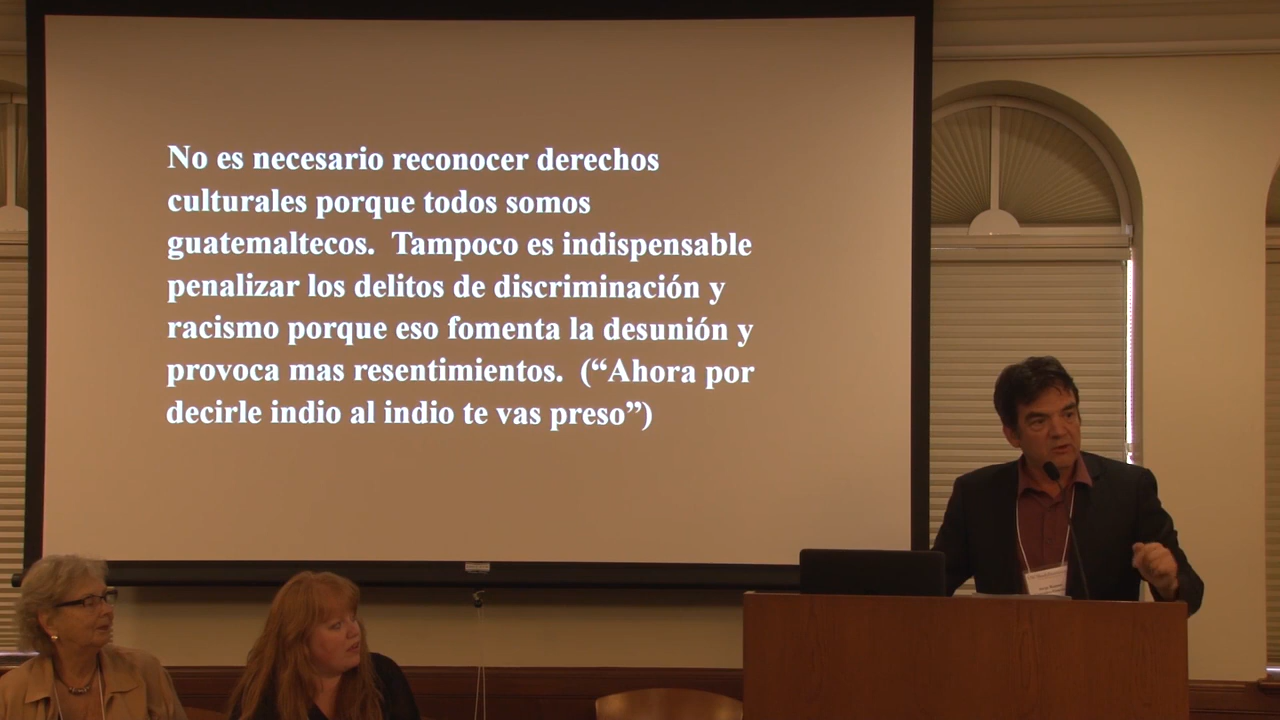 No es necesario reconocer derechos
culturales porque todos somos
guatemaltecos.  Tampoco es indispensable
penalizar los delitos de discriminación y
racismo porque eso fomenta la desunión y
provoca mas resentimientos.  (“Ahora por
decirle indio al indio te vas preso”)